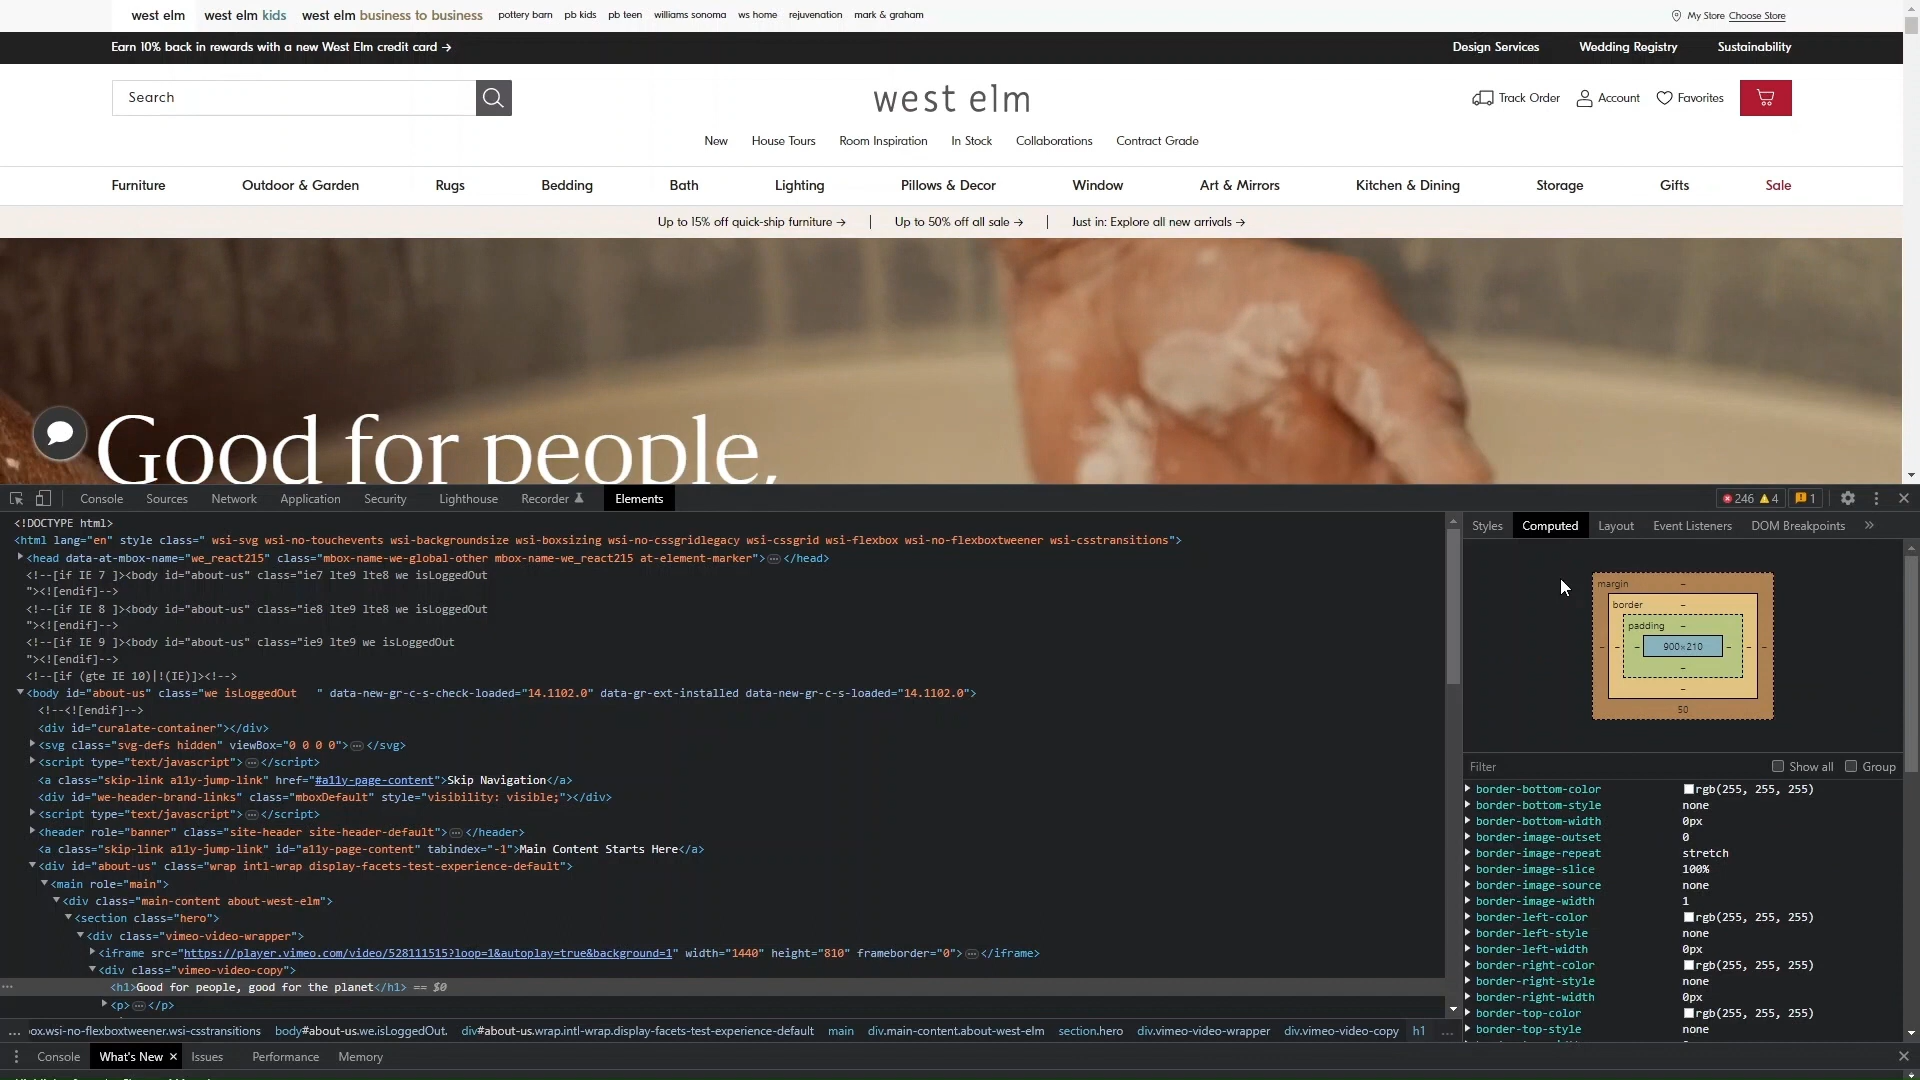 west elm west elm kids west elm business to business pottery barn pb kids pb teen williams sonoma ws home rejuvenation mark & graham My Store Choose Store
Earn 10% back in rewards with a new West Elm credit card → Design Services Wedding Registry Sustainability
Search west elm Track Order Account Favorites
New House Tours Room Inspiration In Stock Collaborations Contract Grade
Furniture Outdoor & Garden Rugs Bedding Bath Lighting Pillows & Decor Window Art & Mirrors Kitchen & Dining Storage Gifts Sale
Up to 15% off quick-ship furniture → | Up to 50% off all sale → | Just in: Explore all new arrivals →
Good for people,
Console Sources Network Application Security Lighthouse Recorder Elements 246 4 1
<!DOCTYPE html>
<html lang="en" style class=" wsi-svg wsi-no-touchevents wsi-backgroundsize wsi-boxsizing wsi-no-cssgridlegacy wsi-cssgrid wsi-flexbox wsi-no-flexboxtweener wsi-csstransitions">
<head data-at-mbox-name="we_react215" class="mbox-name-we-global-other mbox-name-we_react215 at-element-marker">…</head>
<!--[if IE 7 ]><body id="about-us" class="ie7 lte9 lte8 we isLoggedOut
"><![endif]-->
<!--[if IE 8 ]><body id="about-us" class="ie8 lte9 lte8 we isLoggedOut
"><![endif]-->
<!--[if IE 9 ]><body id="about-us" class="ie9 lte9 we isLoggedOut
"><![endif]-->
<!--[if (gte IE 10)|!(IE)]><!-->
<body id="about-us" class="we isLoggedOut " data-new-gr-c-s-check-loaded="14.1102.0" data-gr-ext-installed data-new-gr-c-s-loaded="14.1102.0">
<!--<![endif]-->
<div id="curalate-container"></div>
<svg class="svg-defs hidden" viewBox="0 0 0 0">…</svg>
<script type="text/javascript">…</script>
<a class="skip-link a11y-jump-link" href="#a11y-page-content">Skip Navigation</a>
<div id="we-header-brand-links" class="mboxDefault" style="visibility: visible;"></div>
<script type="text/javascript">…</script>
<header role="banner" class="site-header site-header-default">…</header>
<a class="skip-link a11y-jump-link" id="a11y-page-content" tabindex="-1">Main Content Starts Here</a>
<div id="about-us" class="wrap intl-wrap display-facets-test-experience-default">
<main role="main">
<div class="main-content about-west-elm">
<section class="hero">
<div class="vimeo-video-wrapper">
<iframe src="https://player.vimeo.com/video/528111515?loop=1&autoplay=true&background=1" width="1440" height="810" frameborder="0">…</iframe>
<div class="vimeo-video-copy">
… <h1>Good for people, good for the planet</h1> == $0
<p>…</p>
… ox.wsi-no-flexboxtweener.wsi-csstransitions body#about-us.we.isLoggedOut. div#about-us.wrap.intl-wrap.display-facets-test-experience-default main div.main-content.about-west-elm section.hero div.vimeo-video-wrapper div.vimeo-video-copy h1 …
Styles Computed Layout Event Listeners DOM Breakpoints »
margin –
border –
padding –
– – – 900×210 – – –
–
–
50
Filter Show all Group
border-bottom-color rgb(255, 255, 255)
border-bottom-style none
border-bottom-width 0px
border-image-outset 0
border-image-repeat stretch
border-image-slice 100%
border-image-source none
border-image-width 1
border-left-color rgb(255, 255, 255)
border-left-style none
border-left-width 0px
border-right-color rgb(255, 255, 255)
border-right-style none
border-right-width 0px
border-top-color rgb(255, 255, 255)
border-top-style none
Console What's New × Issues Performance Memory